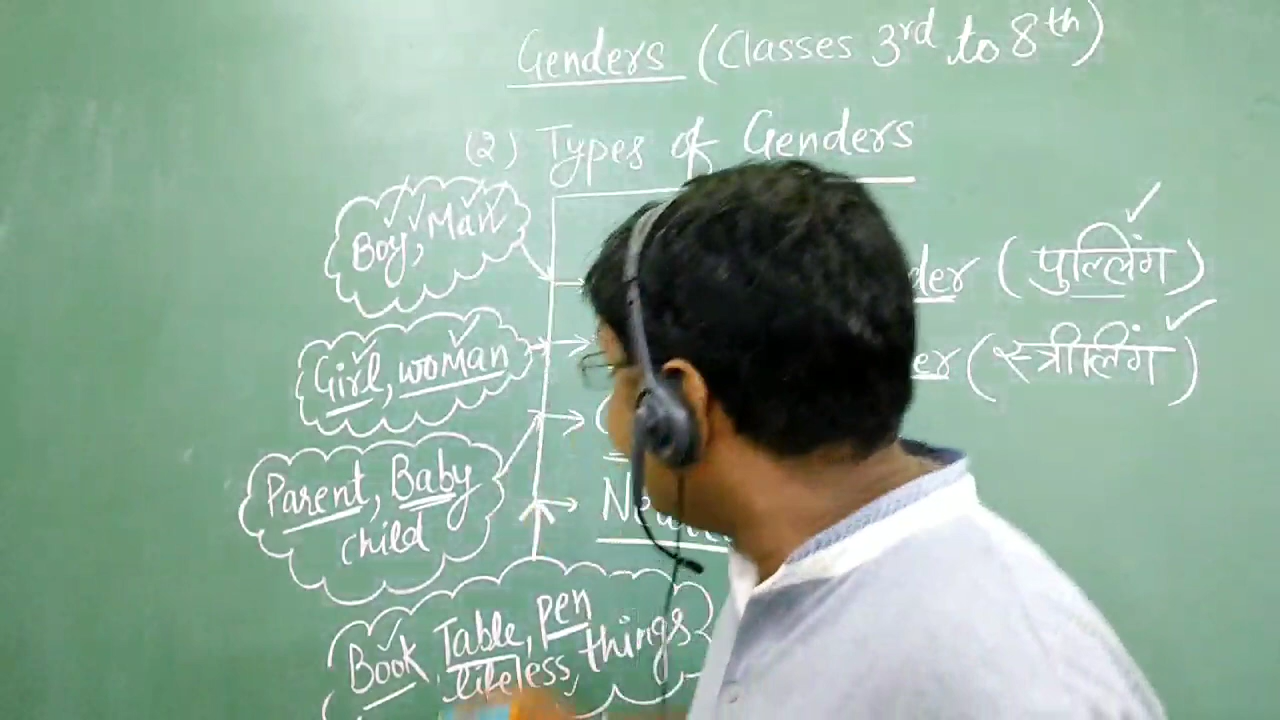 Genders (Classes 3rd to 8th)
(2) Types of Genders
Boy, Man
der (पुल्लिंग)
Girl, woman
er (स्त्रीलिंग)
Parent, Baby
child
Book, Table, pen
lifeless, things